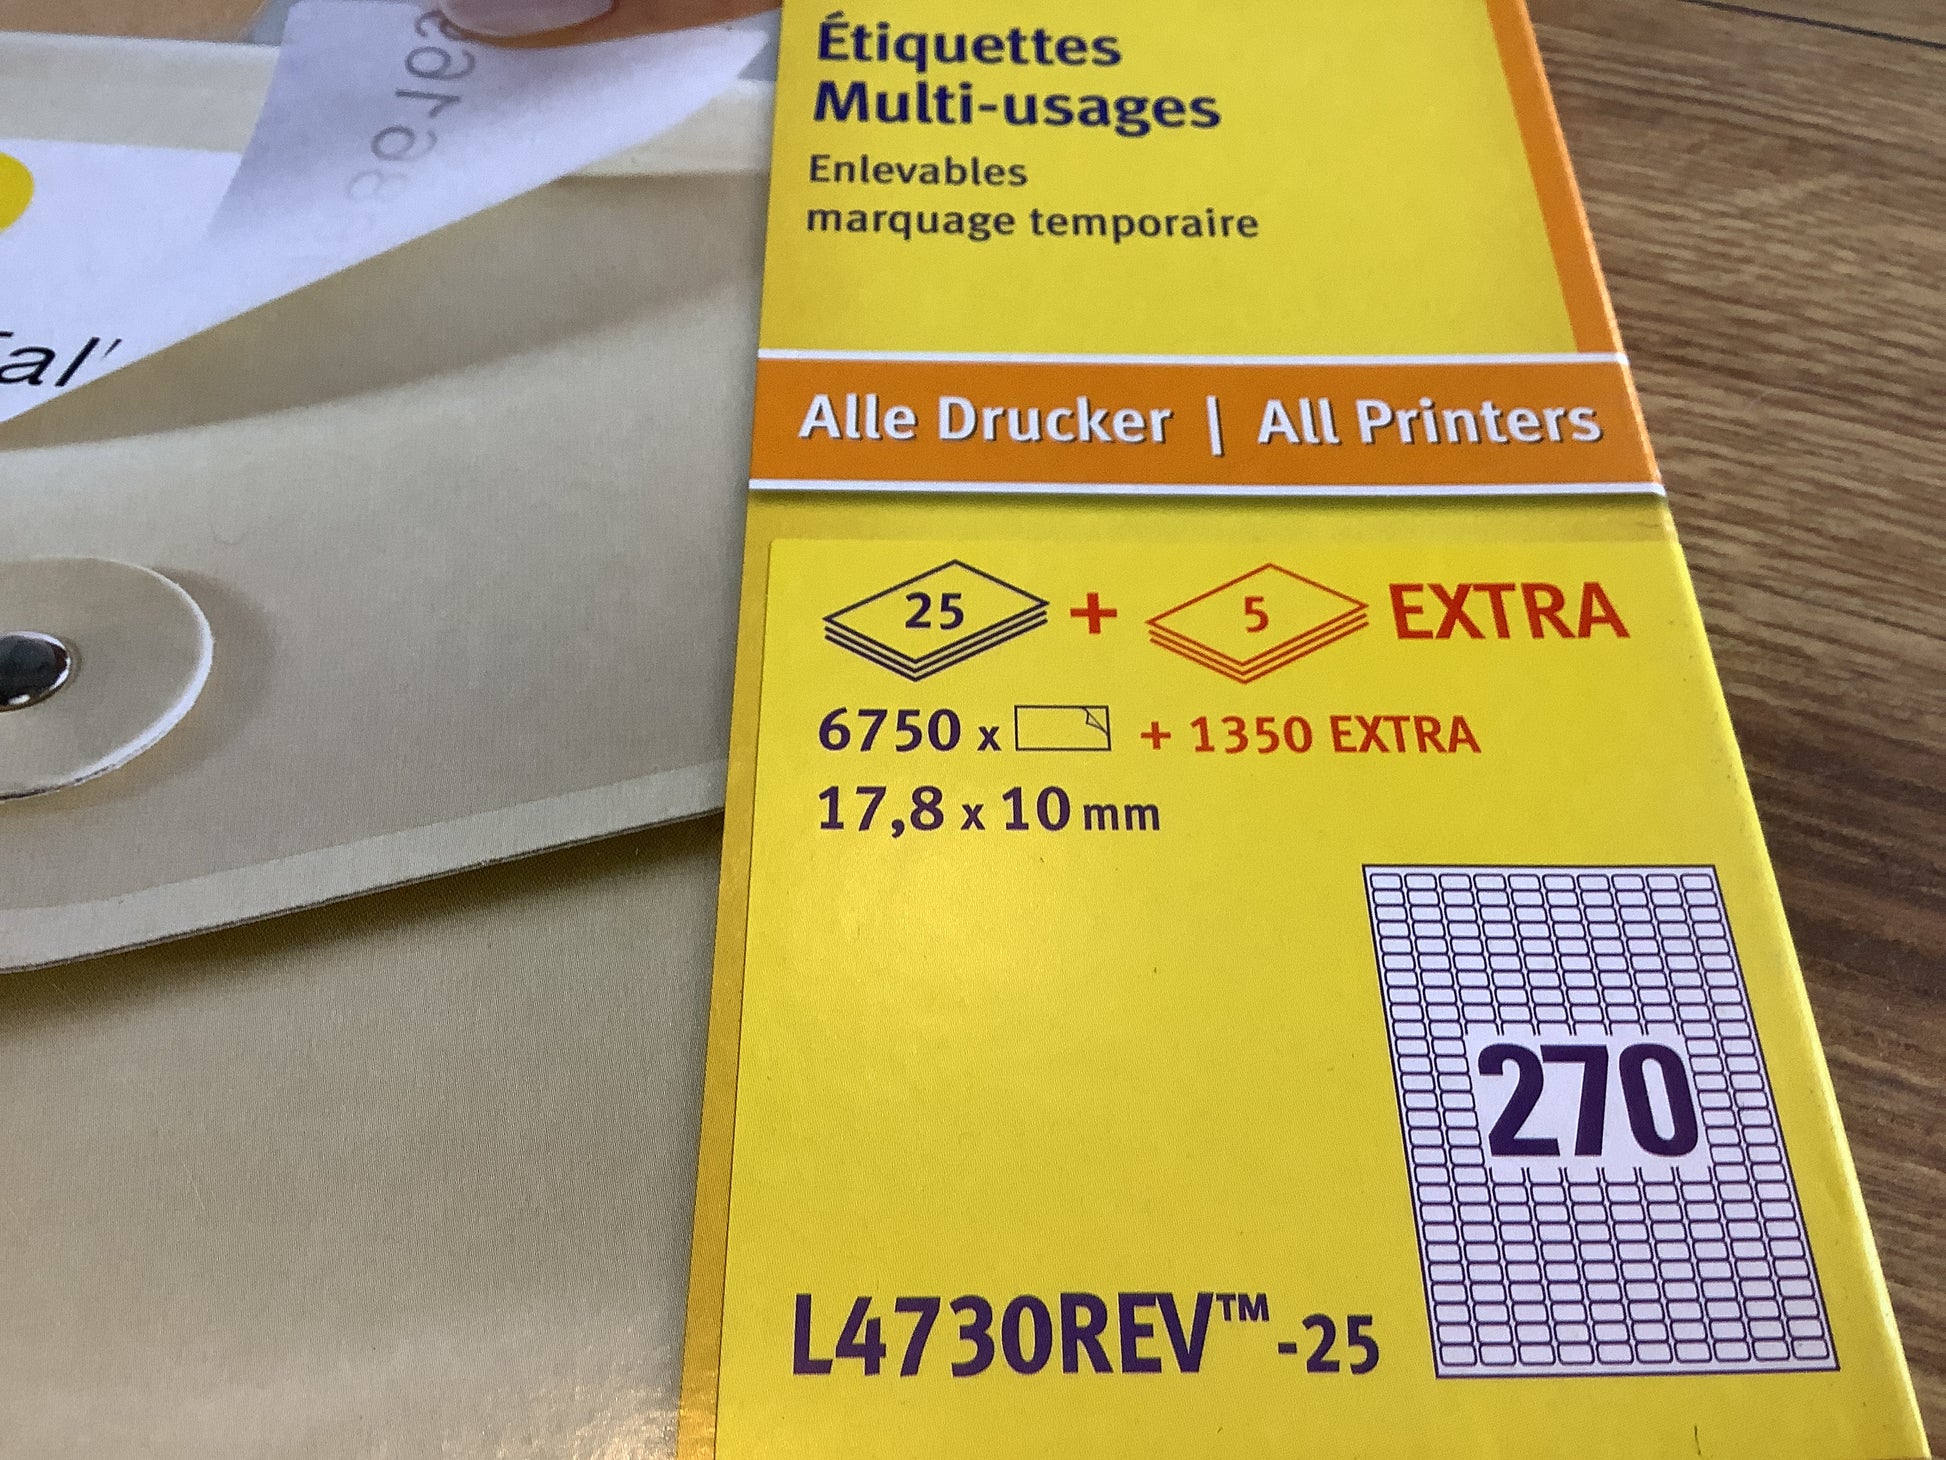 Étiquettes
Multi-usages
Enlevables
marquage temporaire
Alle Drucker | All Printers
25 + 5 EXTRA
6750 x + 1350 EXTRA
17,8 x 10 mm
270
L4730REV™-25